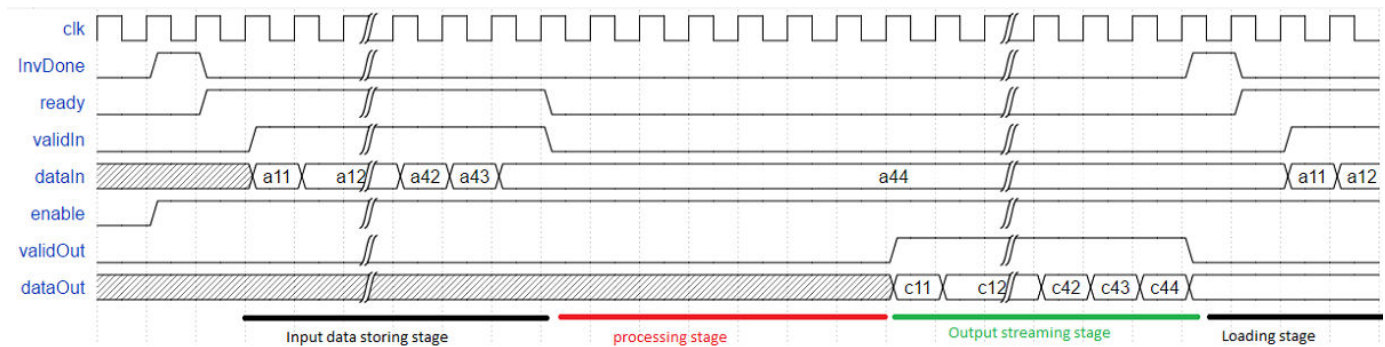 clk
InvDone
ready
validIn
dataIn a11 a12 a42 a43 a44 a11 a12
enable
validOut
dataOut c11 c12 c42 c43 c44
Input data storing stage processing stage Output streaming stage Loading stage